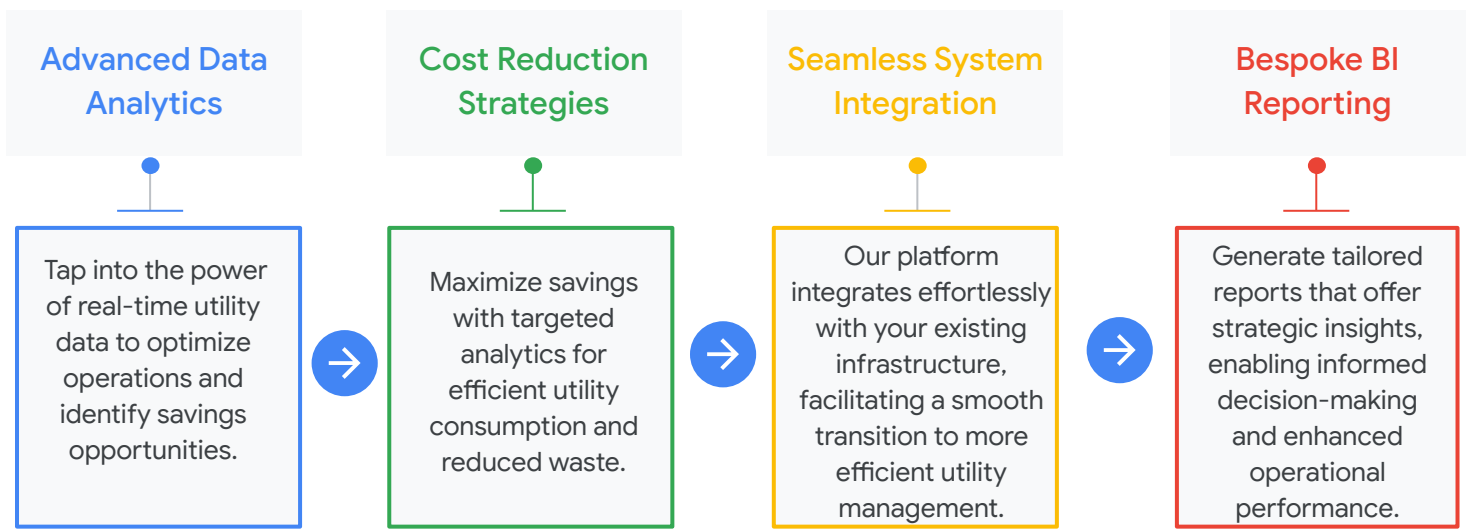 Advanced Data
Analytics
Tap into the power
of real-time utility
data to optimize
operations and
identify savings
opportunities.
Cost Reduction
Strategies
Maximize savings
with targeted
analytics for
efficient utility
consumption and
reduced waste.
Seamless System
Integration
Our platform
integrates effortlessly
with your existing
infrastructure,
facilitating a smooth
transition to more
efficient utility
management.
Bespoke BI
Reporting
Generate tailored
reports that offer
strategic insights,
enabling informed
decision-making
and enhanced
operational
performance.